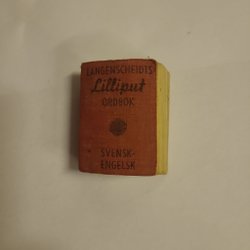 LANGENSCHEIDTS
Lilliput
ORDBOK
SVENSK-
ENGELSK